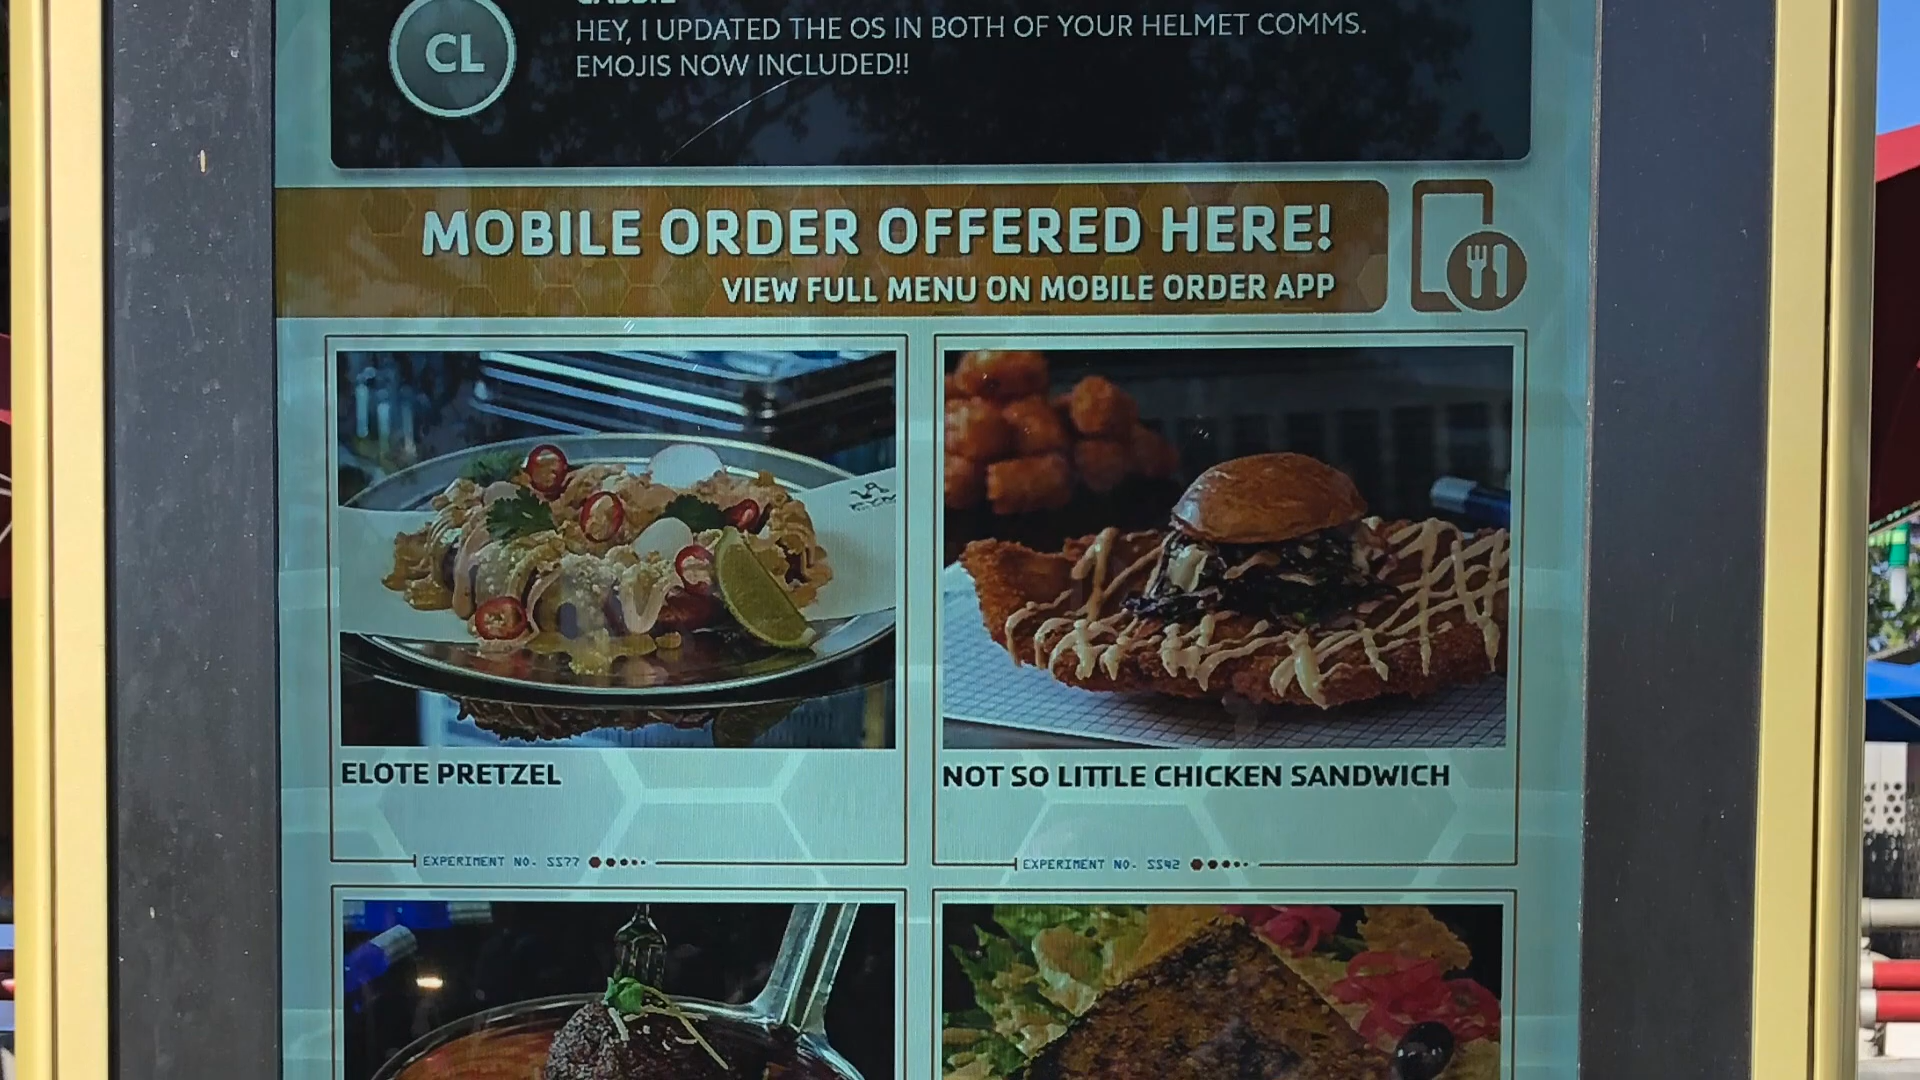 CL
HEY, I UPDATED THE OS IN BOTH OF YOUR HELMET COMMS.
EMOJIS NOW INCLUDED!!
MOBILE ORDER OFFERED HERE!
VIEW FULL MENU ON MOBILE ORDER APP
ELOTE PRETZEL
EXPERIMENT NO. SS77
NOT SO LITTLE CHICKEN SANDWICH
EXPERIMENT NO. SS42